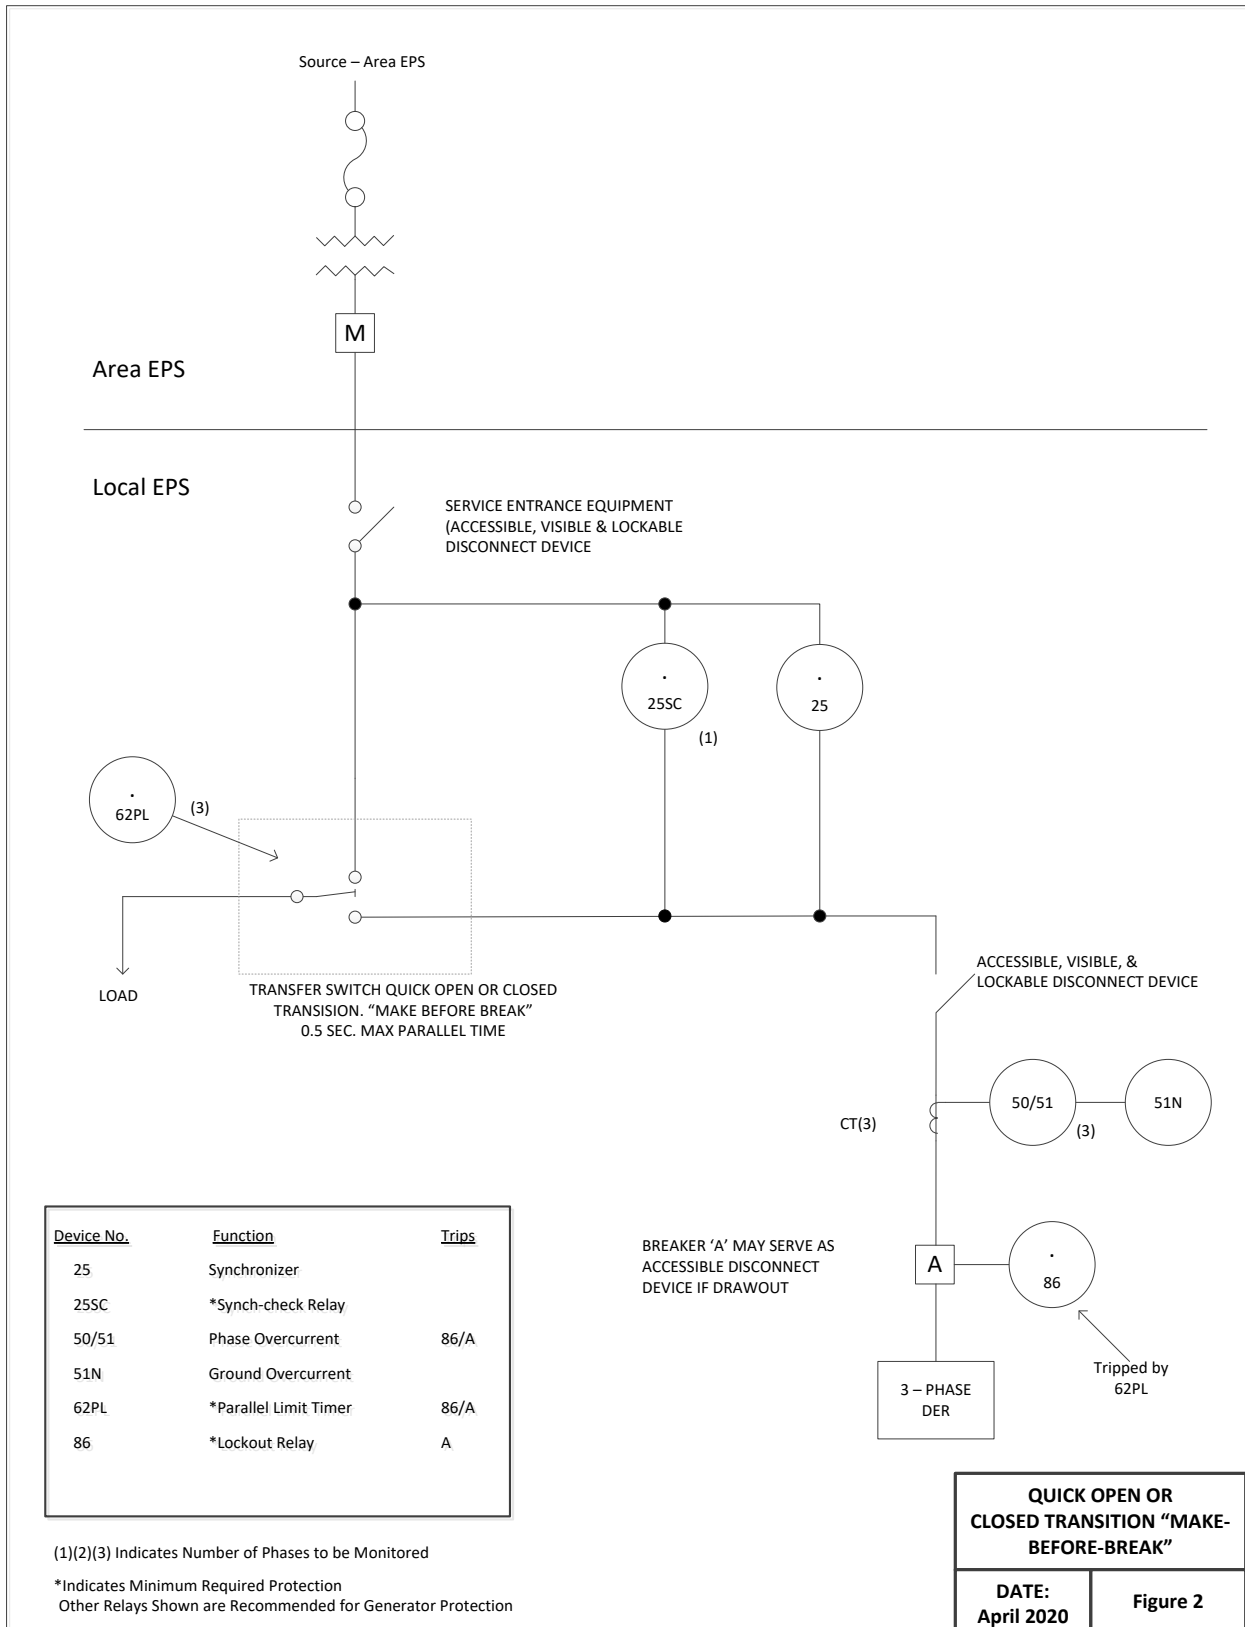 Source – Area EPS
M
Area EPS
Local EPS
SERVICE ENTRANCE EQUIPMENT
(ACCESSIBLE, VISIBLE & LOCKABLE
DISCONNECT DEVICE
25SC
(1)
25
62PL
(3)
LOAD
TRANSFER SWITCH QUICK OPEN OR CLOSED
TRANSISION. “MAKE BEFORE BREAK”
0.5 SEC. MAX PARALLEL TIME
ACCESSIBLE, VISIBLE, &
LOCKABLE DISCONNECT DEVICE
CT(3)
50/51
(3)
51N
BREAKER ‘A’ MAY SERVE AS
ACCESSIBLE DISCONNECT
DEVICE IF DRAWOUT
A
86
Tripped by
62PL
3 – PHASE
DER
Device No. Function Trips
25 Synchronizer
25SC *Synch-check Relay
50/51 Phase Overcurrent 86/A
51N Ground Overcurrent
62PL *Parallel Limit Timer 86/A
86 *Lockout Relay A
(1)(2)(3) Indicates Number of Phases to be Monitored
*Indicates Minimum Required Protection
Other Relays Shown are Recommended for Generator Protection
QUICK OPEN OR
CLOSED TRANSITION “MAKE-
BEFORE-BREAK”
DATE:
April 2020
Figure 2